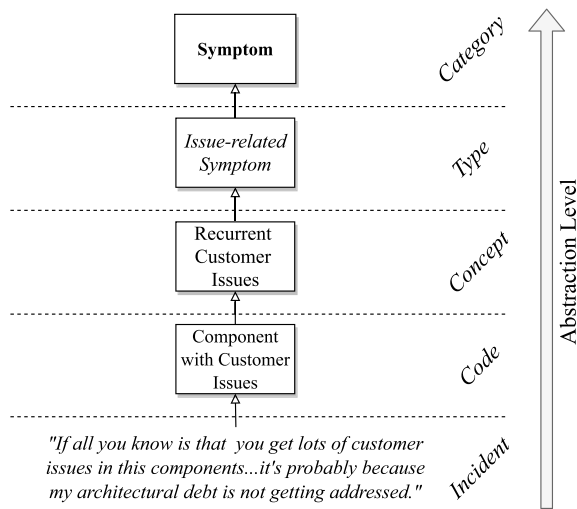 Symptom
Category
Issue-related
Symptom
Type
Recurrent
Customer
Issues
Concept
Component
with Customer
Issues
Code
"If all you know is that you get lots of customer
issues in this components...it's probably because
my architectural debt is not getting addressed."
Incident
Abstraction Level